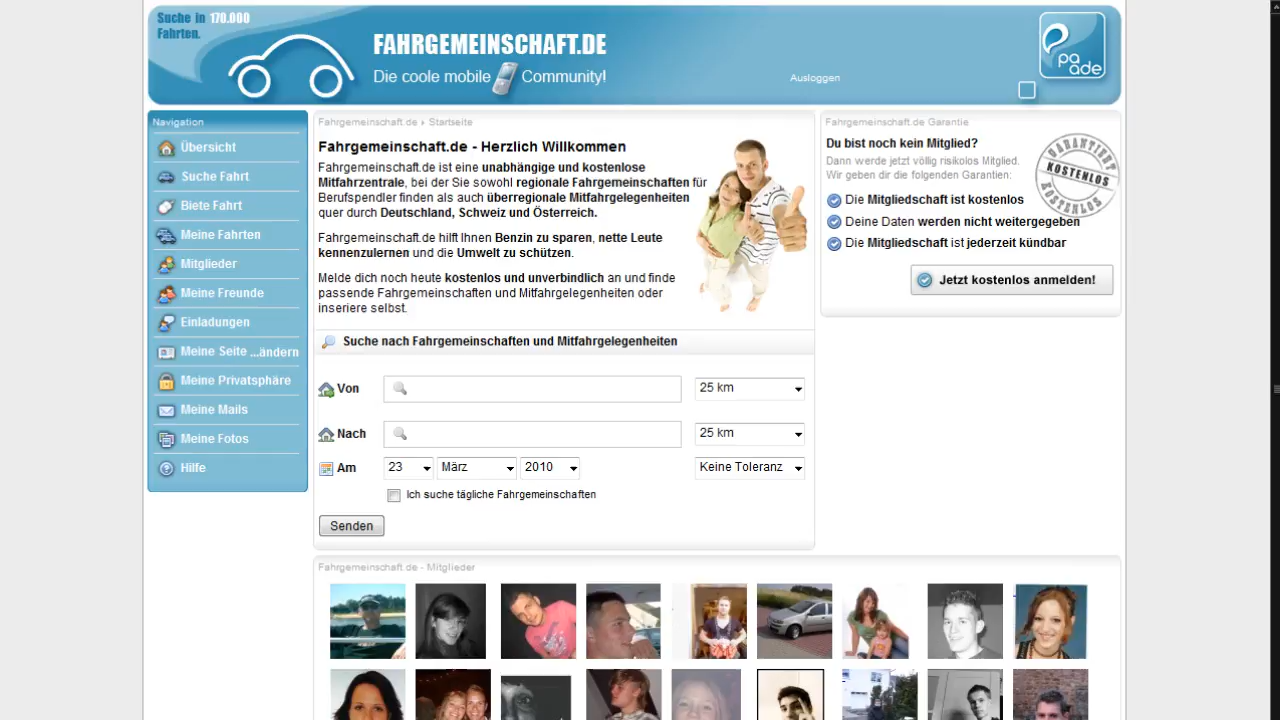 Suche in 170.000
Fahrten.
FAHRGEMEINSCHAFT.DE
Die coole mobile Community!
Ausloggen
pa
ade
Navigation
Übersicht
Suche Fahrt
Biete Fahrt
Meine Fahrten
Mitglieder
Meine Freunde
Einladungen
Meine Seite ...ändern
Meine Privatsphäre
Meine Mails
Meine Fotos
Hilfe
Fahrgemeinschaft.de Startseite
Fahrgemeinschaft.de - Herzlich Willkommen
Fahrgemeinschaft.de ist eine unabhängige und kostenlose
Mitfahrzentrale, bei der Sie sowohl regionale Fahrgemeinschaften für
Berufspendler finden als auch überregionale Mitfahrgelegenheiten
quer durch Deutschland, Schweiz und Österreich.
Fahrgemeinschaft.de hilft Ihnen Benzin zu sparen, nette Leute
kennenzulernen und die Umwelt zu schützen.
Melde dich noch heute kostenlos und unverbindlich an und finde
passende Fahrgemeinschaften und Mitfahrgelegenheiten oder
inseriere selbst.
Suche nach Fahrgemeinschaften und Mitfahrgelegenheiten
Von
25 km
Nach
25 km
Am 23 März 2010 Keine Toleranz
Ich suche tägliche Fahrgemeinschaften
Senden
Fahrgemeinschaft.de Garantie
Du bist noch kein Mitglied?
Dann werde jetzt völlig risikolos Mitglied.
Wir geben dir die folgenden Garantien:
GARANTIERT
KOSTENLOS
KOSTENLOS
Die Mitgliedschaft ist kostenlos
Deine Daten werden nicht weitergegeben
Die Mitgliedschaft ist jederzeit kündbar
Jetzt kostenlos anmelden!
Fahrgemeinschaft.de - Mitglieder